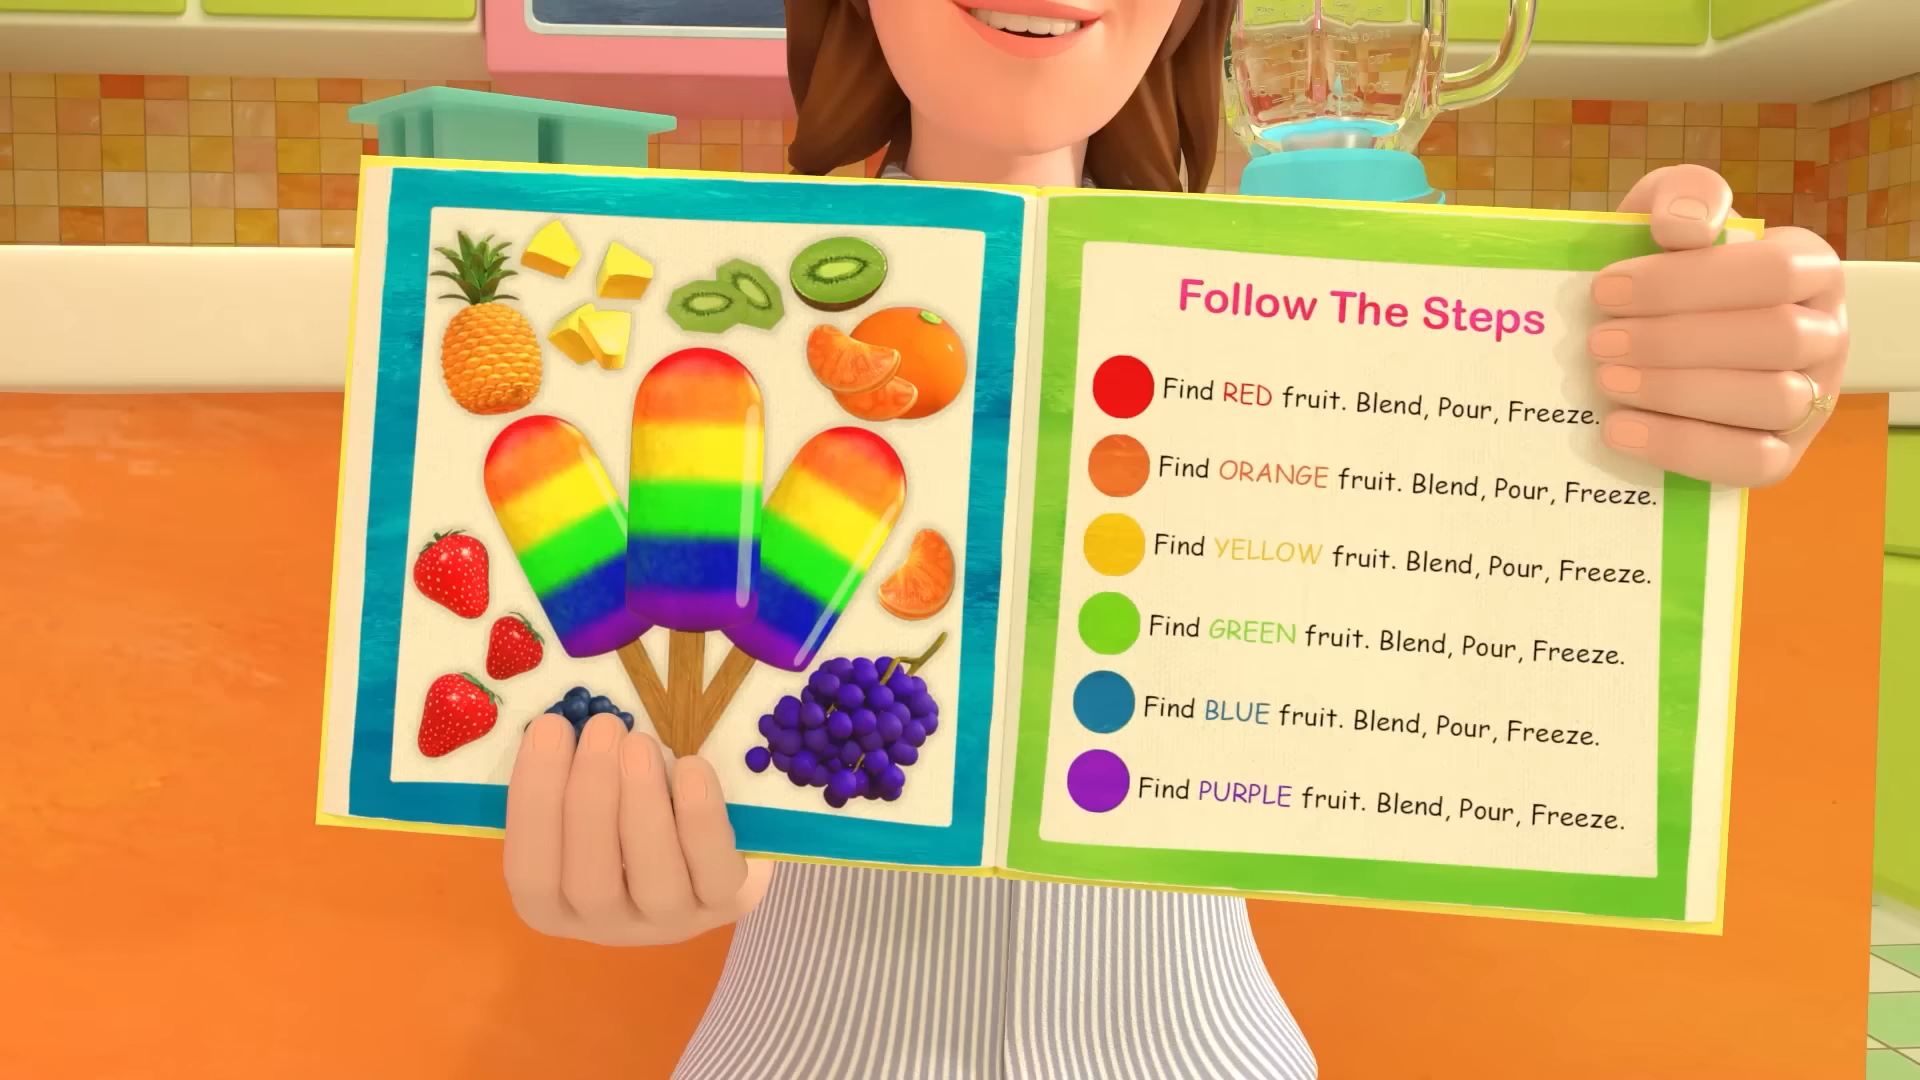 Follow The Steps
Find RED fruit. Blend, Pour, Freeze.
Find ORANGE fruit. Blend, Pour, Freeze.
Find YELLOW fruit. Blend, Pour, Freeze.
Find GREEN fruit. Blend, Pour, Freeze.
Find BLUE fruit. Blend, Pour, Freeze.
Find PURPLE fruit. Blend, Pour, Freeze.